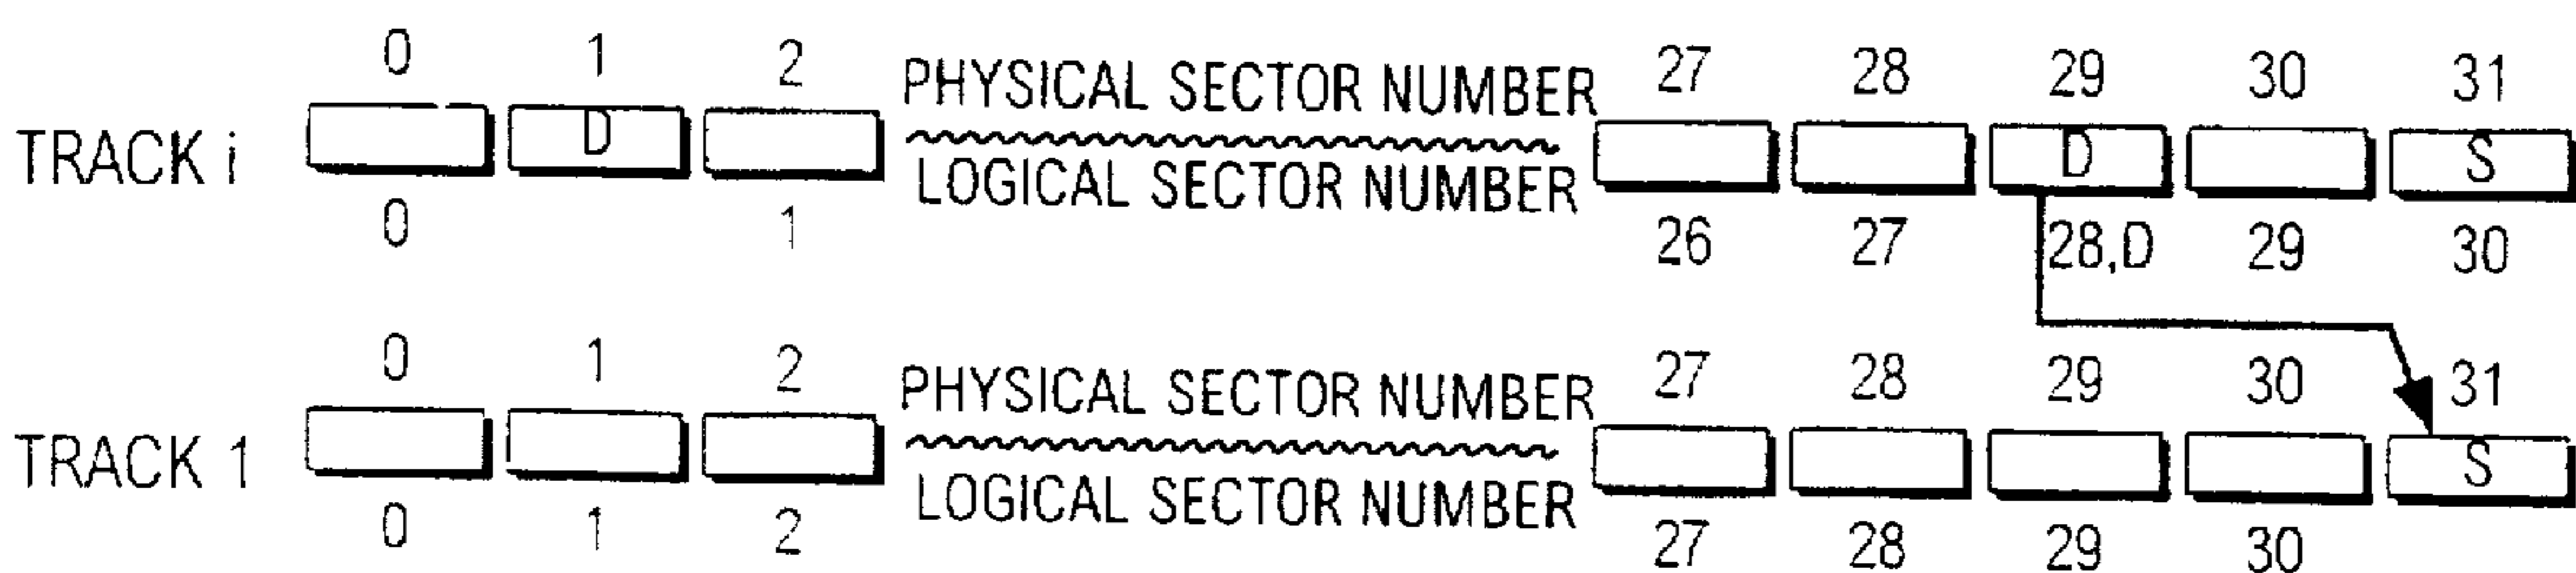 0 1 2 PHYSICAL SECTOR NUMBER 27 28 29 30 31
TRACK i D D S
0 1 LOGICAL SECTOR NUMBER 26 27 28,D 29 30
0 1 2 PHYSICAL SECTOR NUMBER 27 28 29 30 31
TRACK 1 S
0 1 2 LOGICAL SECTOR NUMBER 27 28 29 30